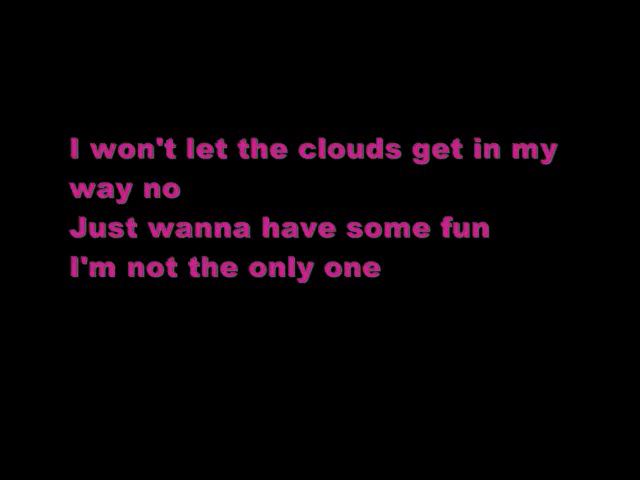 I won't let the clouds get in my
way no
Just wanna have some fun
I'm not the only one